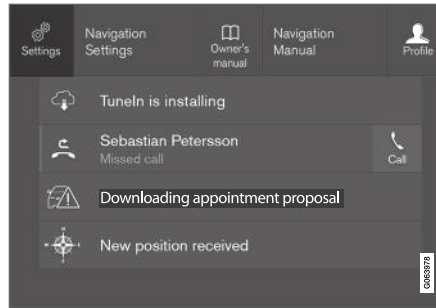 Settings
Navigation
Settings
Owner's
manual
Navigation
Manual
Profile
TuneIn is installing
Sebastian Petersson
Missed call
Call
Downloading appointment proposal
New position received
G063978